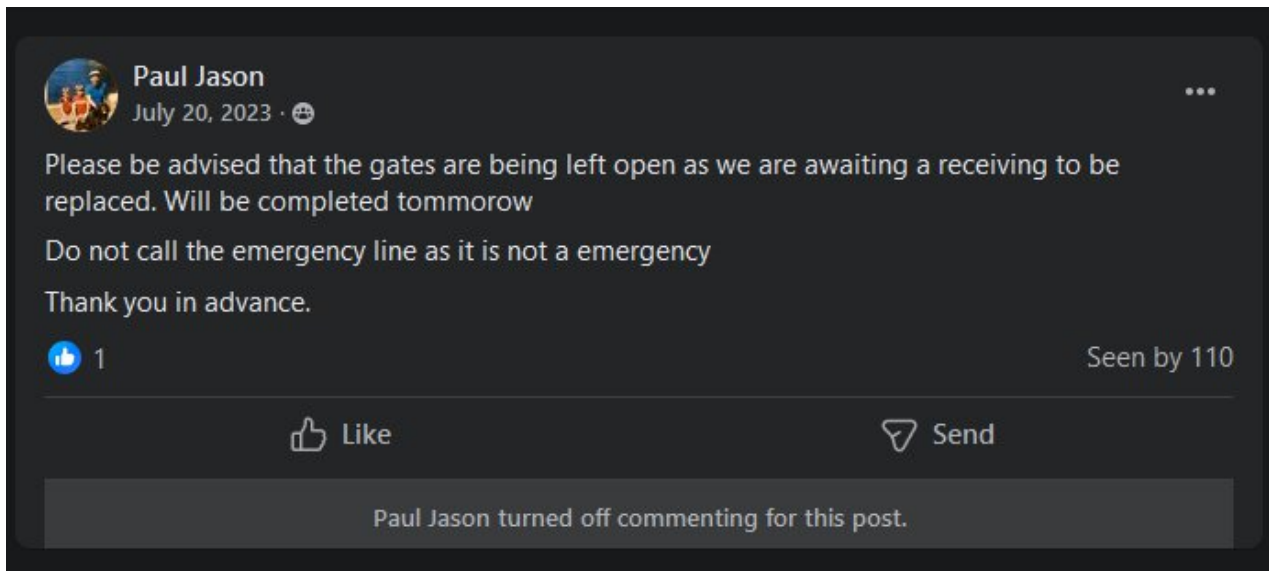 Paul Jason
July 20, 2023 ·
Please be advised that the gates are being left open as we are awaiting a receiving to be
replaced. Will be completed tommorow
Do not call the emergency line as it is not a emergency
Thank you in advance.
1
Seen by 110
Like
Send
Paul Jason turned off commenting for this post.